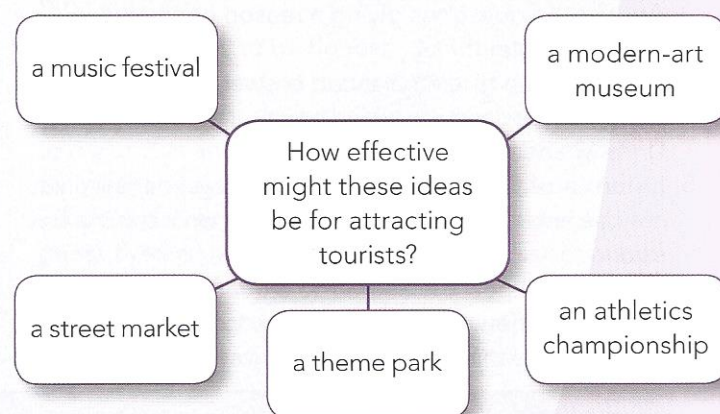 a music festival
a modern-art
museum
How effective
might these ideas
be for attracting
tourists?
a street market
a theme park
an athletics
championship